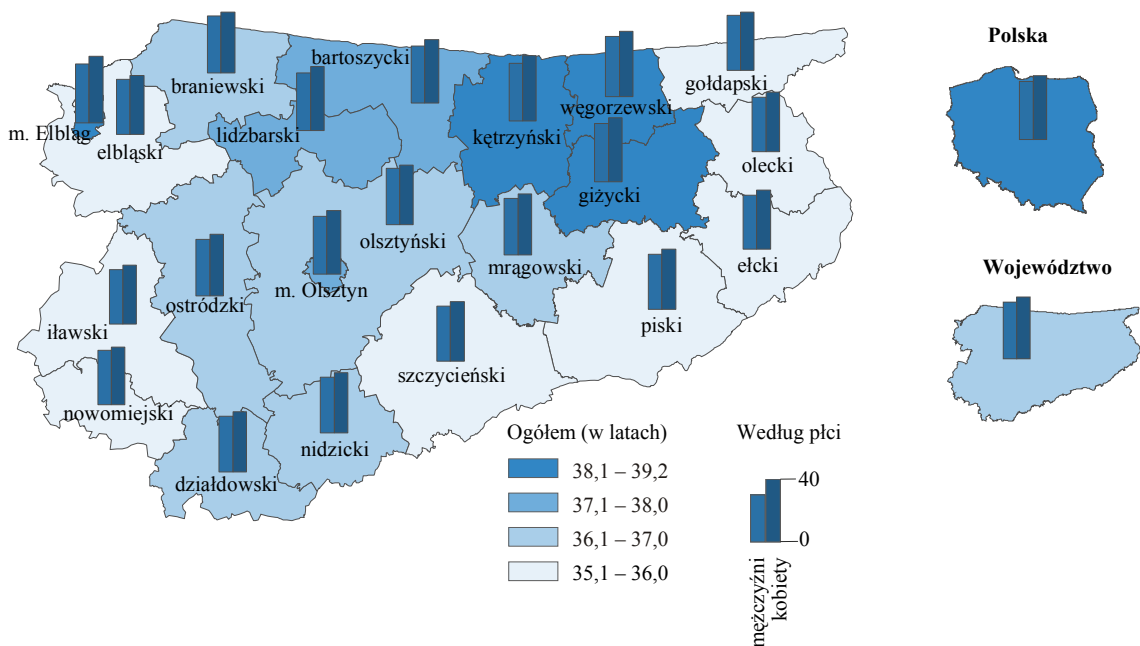 Polska
bartoszycki
gołdapski
braniewski
węgorzewski
m. Elbląg
lidzbarski
kętrzyński
elbląski
olecki
giżycki
olsztyński
mrągowski
ełcki
Województwo
m. Olsztyn
ostródzki
iławski
piski
szczycieński
nowomiejski
nidzicki
działdowski
Ogółem (w latach)
38,1 – 39,2
37,1 – 38,0
36,1 – 37,0
35,1 – 36,0
Według płci
40
0
mężczyźni
kobiety